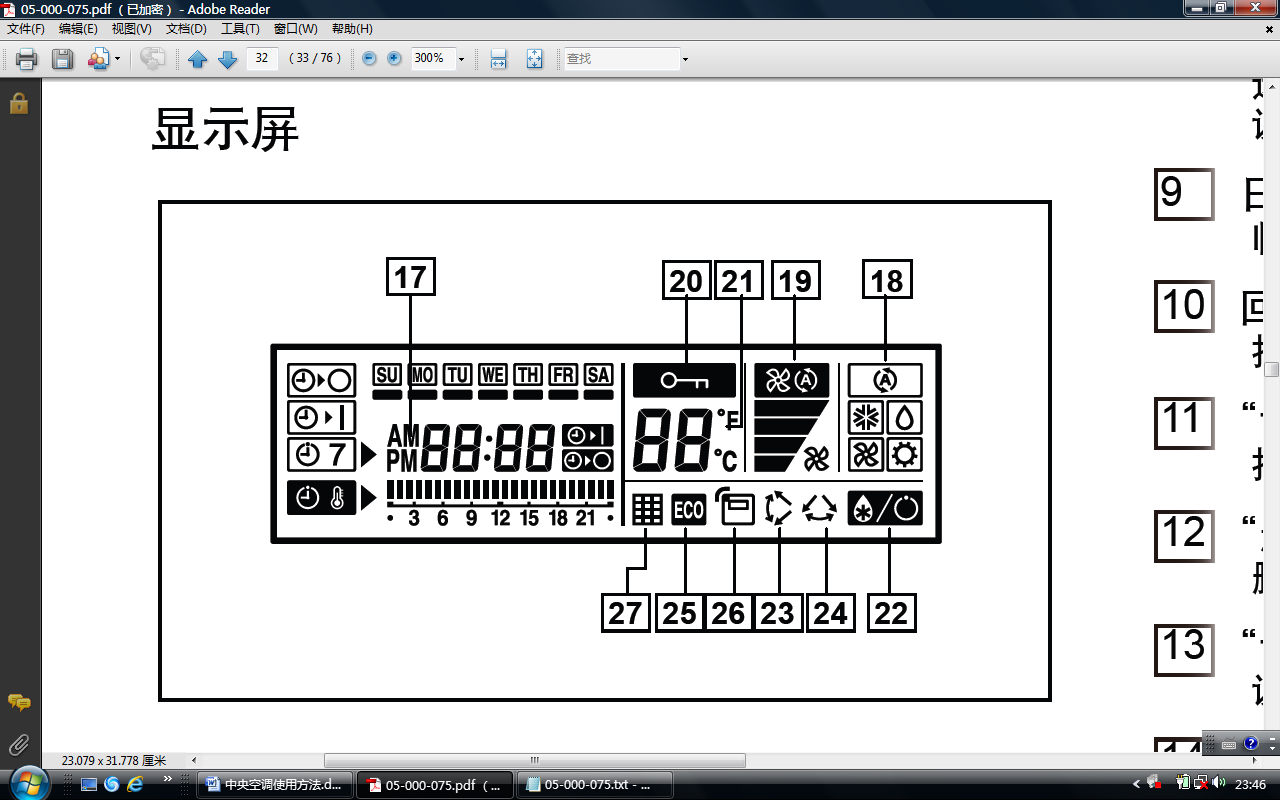 05-000-075.pdf （已加密） - Adobe Reader
文件(F) 编辑(E) 视图(V) 文档(D) 工具(T) 窗口(W) 帮助(H)
32 （33 / 76） 300% 查找
显示屏
17 20 21 19 18
SU MO TU WE TH FR SA
7
AM
PM 88:88
88 °F
°C
3 6 9 12 15 18 21
ECO
27 25 26 23 24 22
9
10
11
12
13
23.079 x 31.778 厘米
中央空调使用方法.d...
05-000-075.pdf （...
05-000-075.txt - ...
23:46